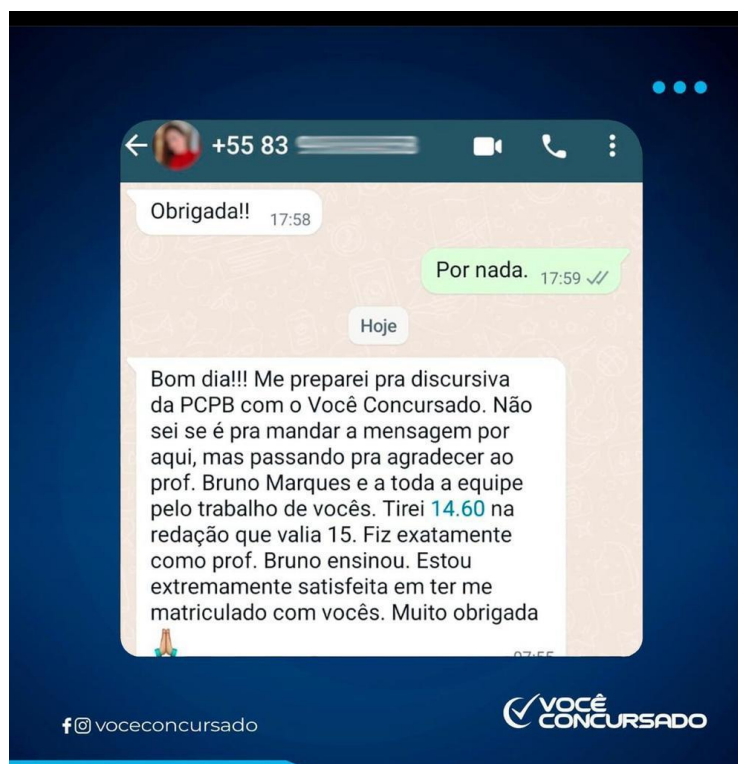 +55 83
Obrigada!! 17:58
Por nada. 17:59
Hoje
Bom dia!!! Me preparei pra discursiva
da PCPB com o Você Concursado. Não
sei se é pra mandar a mensagem por
aqui, mas passando pra agradecer ao
prof. Bruno Marques e a toda a equipe
pelo trabalho de vocês. Tirei 14.60 na
redação que valia 15. Fiz exatamente
como prof. Bruno ensinou. Estou
extremamente satisfeita em ter me
matriculado com vocês. Muito obrigada
voceconcursado
VOCÊ
CONCURSADO